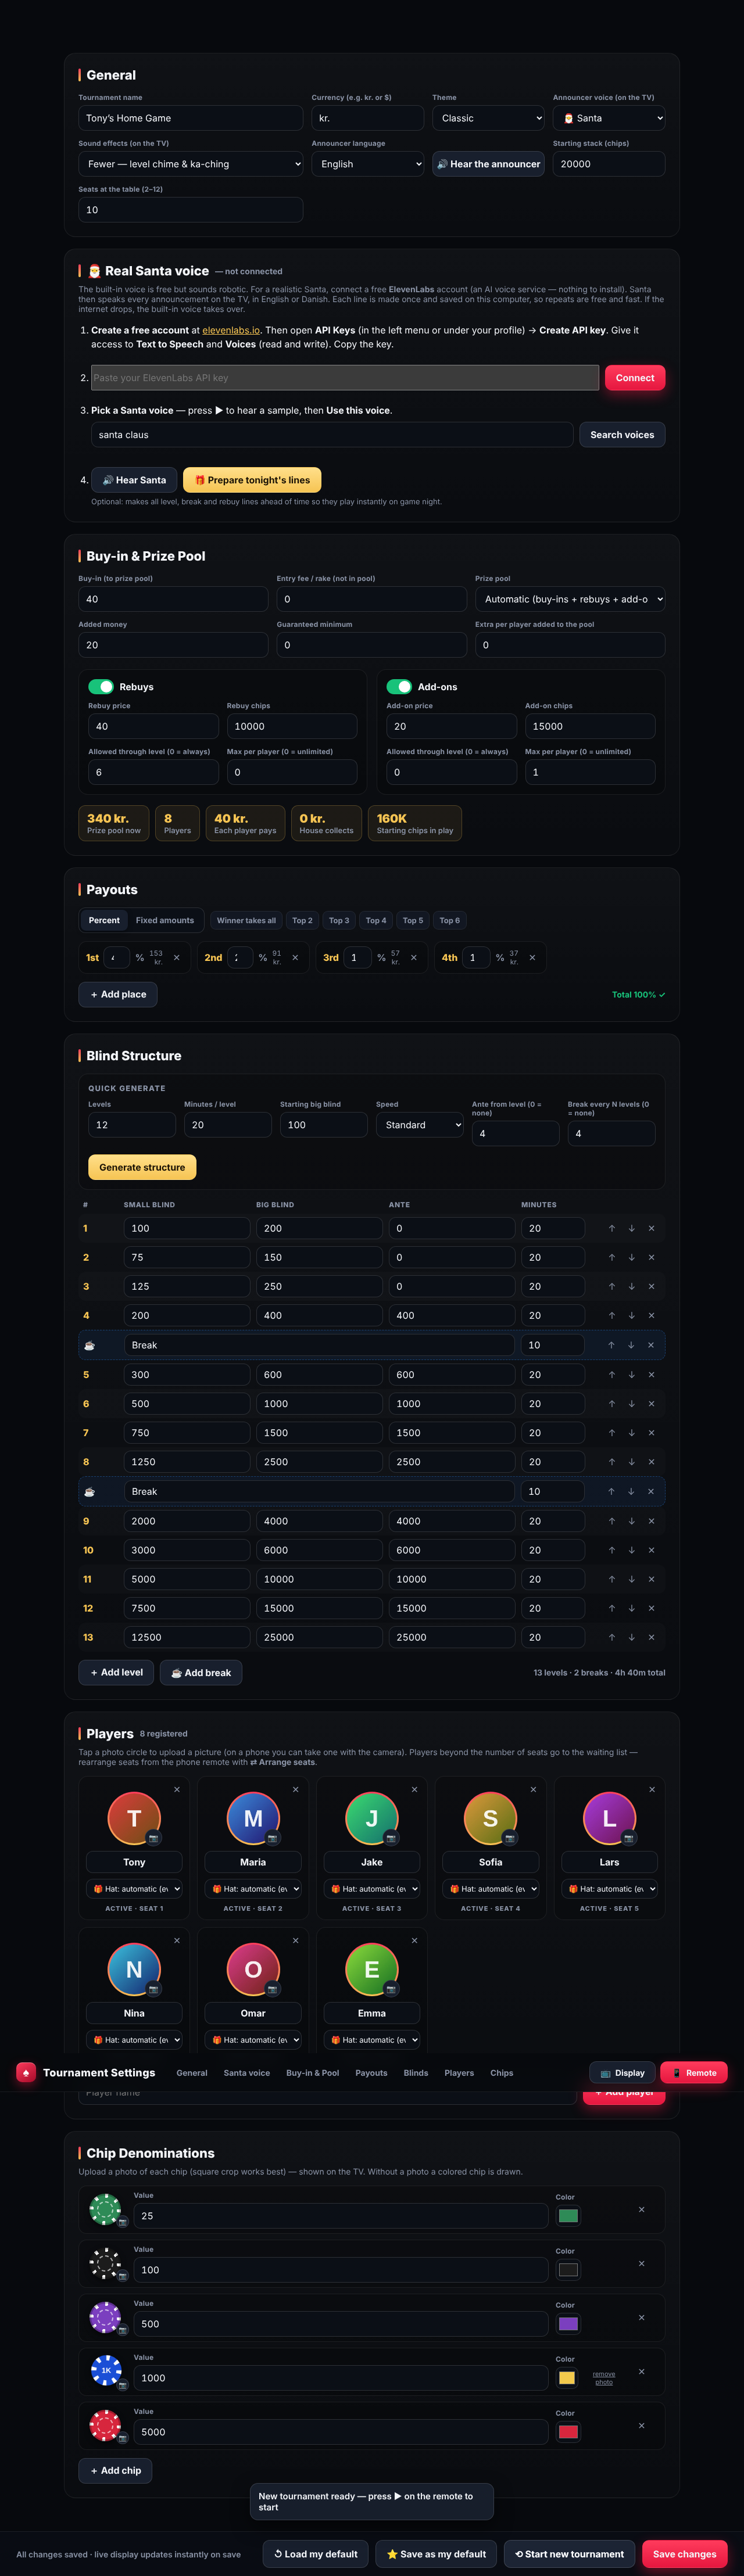 General
Tournament name
Currency (e.g. kr. or $)
Theme
Announcer voice (on the TV)
Tony's Home Game
kr.
Classic
🎅 Santa
Sound effects (on the TV)
Announcer language
Starting stack (chips)
Fewer — level chime & ka-ching
English
🔊 Hear the announcer
20000
Seats at the table (2–12)
10
🎅 Real Santa voice — not connected
The built-in voice is free but sounds robotic. For a realistic Santa, connect a free ElevenLabs account (an AI voice service — nothing to install). Santa
then speaks every announcement on the TV, in English or Danish. Each line is made once and saved on this computer, so repeats are free and fast. If the
internet drops, the built-in voice takes over.
1. Create a free account at elevenlabs.io. Then open API Keys (in the left menu or under your profile) → Create API key. Give it
access to Text to Speech and Voices (read and write). Copy the key.
2. Paste your ElevenLabs API key
Connect
3. Pick a Santa voice — press ▶ to hear a sample, then Use this voice.
santa claus
Search voices
4. 🔊 Hear Santa
🎁 Prepare tonight's lines
Optional: makes all level, break and rebuy lines ahead of time so they play instantly on game night.
Buy-in & Prize Pool
Buy-in (to prize pool)
Entry fee / rake (not in pool)
Prize pool
40
0
Automatic (buy-ins + rebuys + add-o
Added money
Guaranteed minimum
Extra per player added to the pool
20
0
0
Rebuys
Add-ons
Rebuy price
Rebuy chips
Add-on price
Add-on chips
40
10000
20
15000
Allowed through level (0 = always)
Max per player (0 = unlimited)
Allowed through level (0 = always)
Max per player (0 = unlimited)
6
0
0
1
340 kr.
Prize pool now
8
Players
40 kr.
Each player pays
0 kr.
House collects
160K
Starting chips in play
Payouts
Percent
Fixed amounts
Winner takes all
Top 2
Top 3
Top 4
Top 5
Top 6
1st % 153 kr. ✕
2nd % 91 kr. ✕
3rd 1 % 57 kr. ✕
4th 1 % 37 kr. ✕
+ Add place
Total 100% ✓
Blind Structure
QUICK GENERATE
Levels
Minutes / level
Starting big blind
Speed
Ante from level (0 = none)
Break every N levels (0 = none)
12
20
100
Standard
4
4
Generate structure
# SMALL BLIND BIG BLIND ANTE MINUTES
1 100 200 0 20 ↑ ↓ ✕
2 75 150 0 20 ↑ ↓ ✕
3 125 250 0 20 ↑ ↓ ✕
4 200 400 400 20 ↑ ↓ ✕
☕ Break 10 ↑ ↓ ✕
5 300 600 600 20 ↑ ↓ ✕
6 500 1000 1000 20 ↑ ↓ ✕
7 750 1500 1500 20 ↑ ↓ ✕
8 1250 2500 2500 20 ↑ ↓ ✕
☕ Break 10 ↑ ↓ ✕
9 2000 4000 4000 20 ↑ ↓ ✕
10 3000 6000 6000 20 ↑ ↓ ✕
11 5000 10000 10000 20 ↑ ↓ ✕
12 7500 15000 15000 20 ↑ ↓ ✕
13 12500 25000 25000 20 ↑ ↓ ✕
+ Add level
☕ Add break
13 levels · 2 breaks · 4h 40m total
Players 8 registered
Tap a photo circle to upload a picture (on a phone you can take one with the camera). Players beyond the number of seats go to the waiting list —
rearrange seats from the phone remote with ⇄ Arrange seats.
T M J S L
Tony Maria Jake Sofia Lars
🎁 Hat: automatic (ev 🎁 Hat: automatic (ev 🎁 Hat: automatic (ev 🎁 Hat: automatic (ev 🎁 Hat: automatic (ev
ACTIVE · SEAT 1 ACTIVE · SEAT 2 ACTIVE · SEAT 3 ACTIVE · SEAT 4 ACTIVE · SEAT 5
N O E
Nina Omar Emma
🎁 Hat: automatic (ev 🎁 Hat: automatic (ev 🎁 Hat: automatic (ev
♠ Tournament Settings General Santa voice Buy-in & Pool Payouts Blinds Players Chips 📺 Display 📱 Remote
Player name
+ Add player
Chip Denominations
Upload a photo of each chip (square crop works best) — shown on the TV. Without a photo a colored chip is drawn.
Value Color
25 ✕
Value Color
100 ✕
Value Color
500 ✕
Value Color
1K 1000 remove photo ✕
Value Color
5000 ✕
+ Add chip
New tournament ready — press ▶ on the remote to
start
All changes saved · live display updates instantly on save
↺ Load my default
⭐ Save as my default
⟲ Start new tournament
Save changes